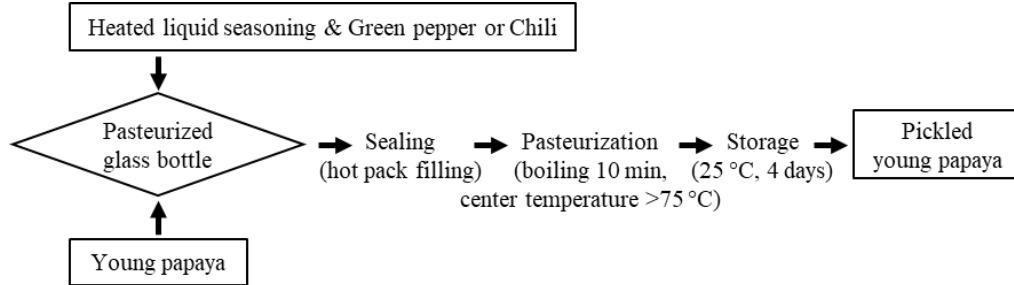 Heated liquid seasoning & Green pepper or Chili
Pasteurized
glass bottle
Sealing
(hot pack filling)
Pasteurization
(boiling 10 min,
center temperature >75 °C)
Storage
(25 °C, 4 days)
Pickled
young papaya
Young papaya